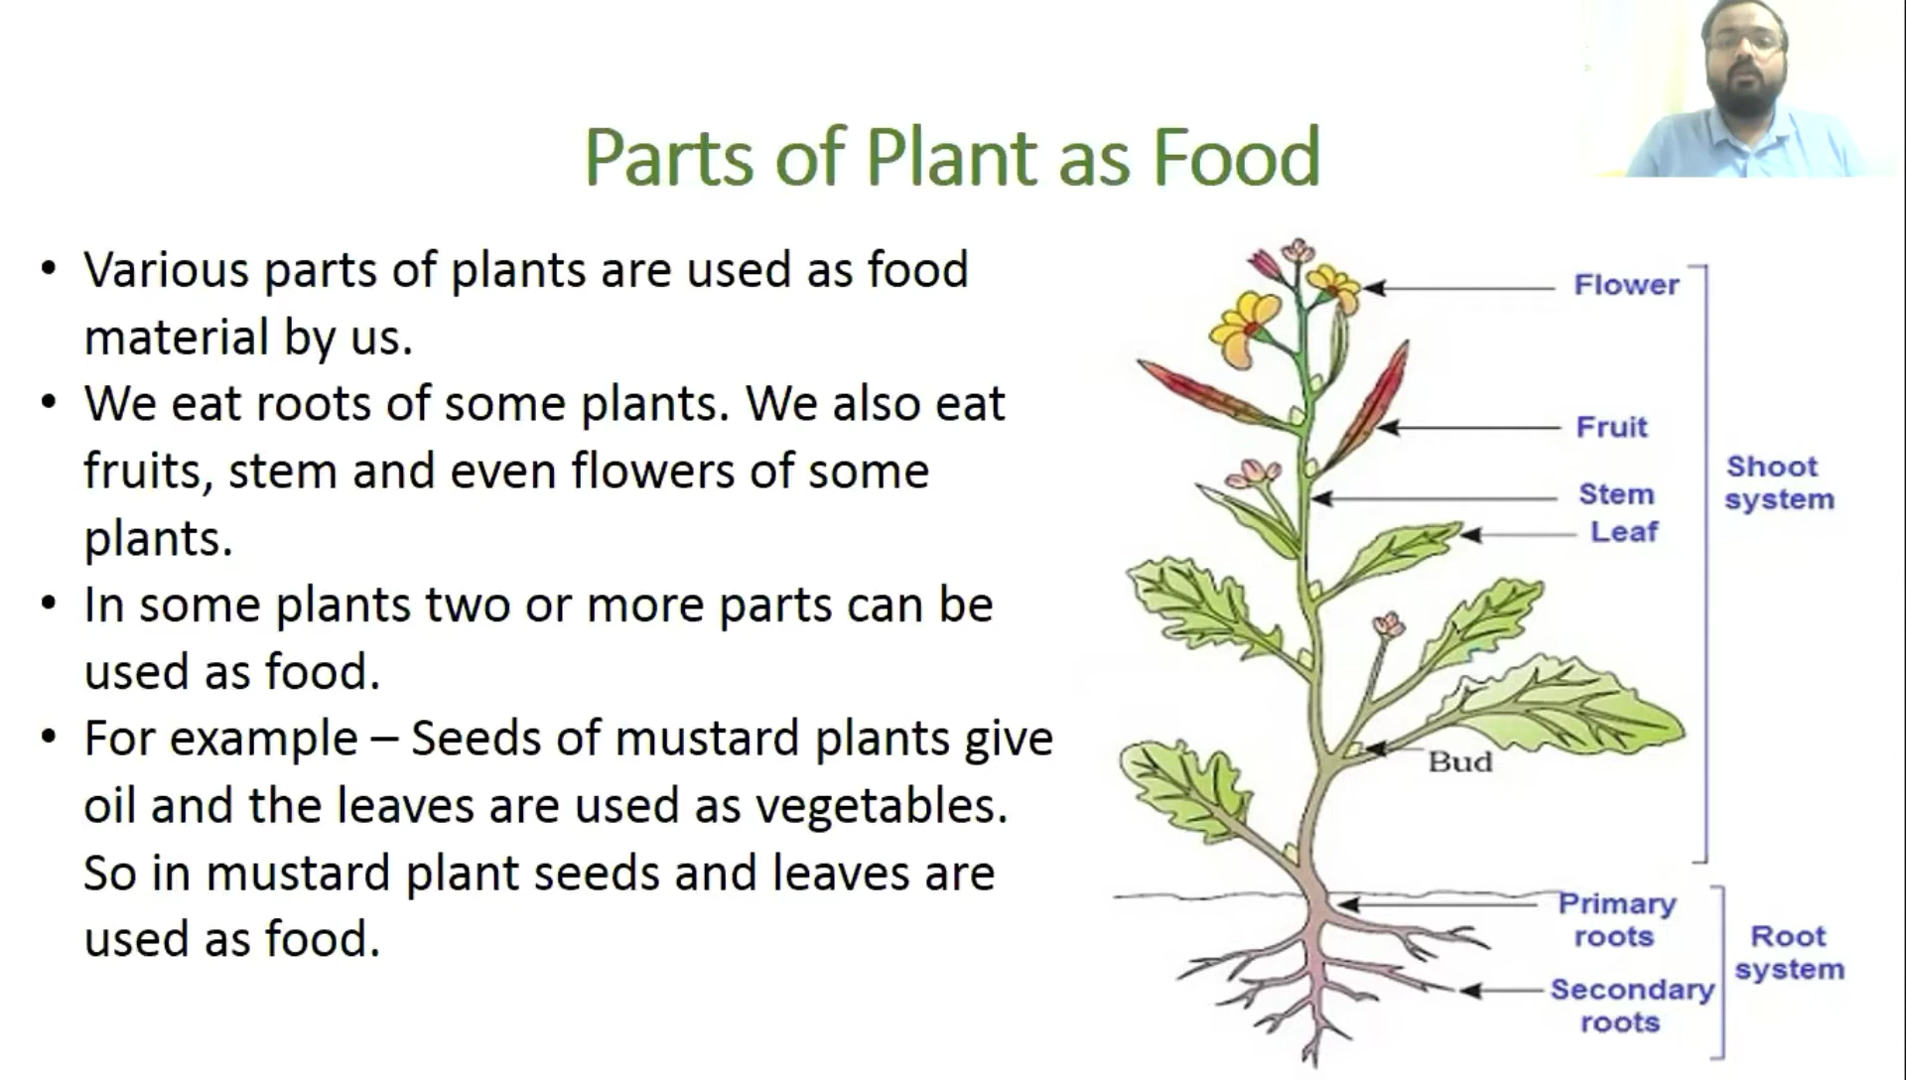 Parts of Plant as Food
• Various parts of plants are used as food
material by us.
• We eat roots of some plants. We also eat
fruits, stem and even flowers of some
plants.
• In some plants two or more parts can be
used as food.
• For example – Seeds of mustard plants give
oil and the leaves are used as vegetables.
So in mustard plant seeds and leaves are
used as food.
Flower
Fruit
Stem
Leaf
Bud
Shoot
system
Primary
roots
Secondary
roots
Root
system